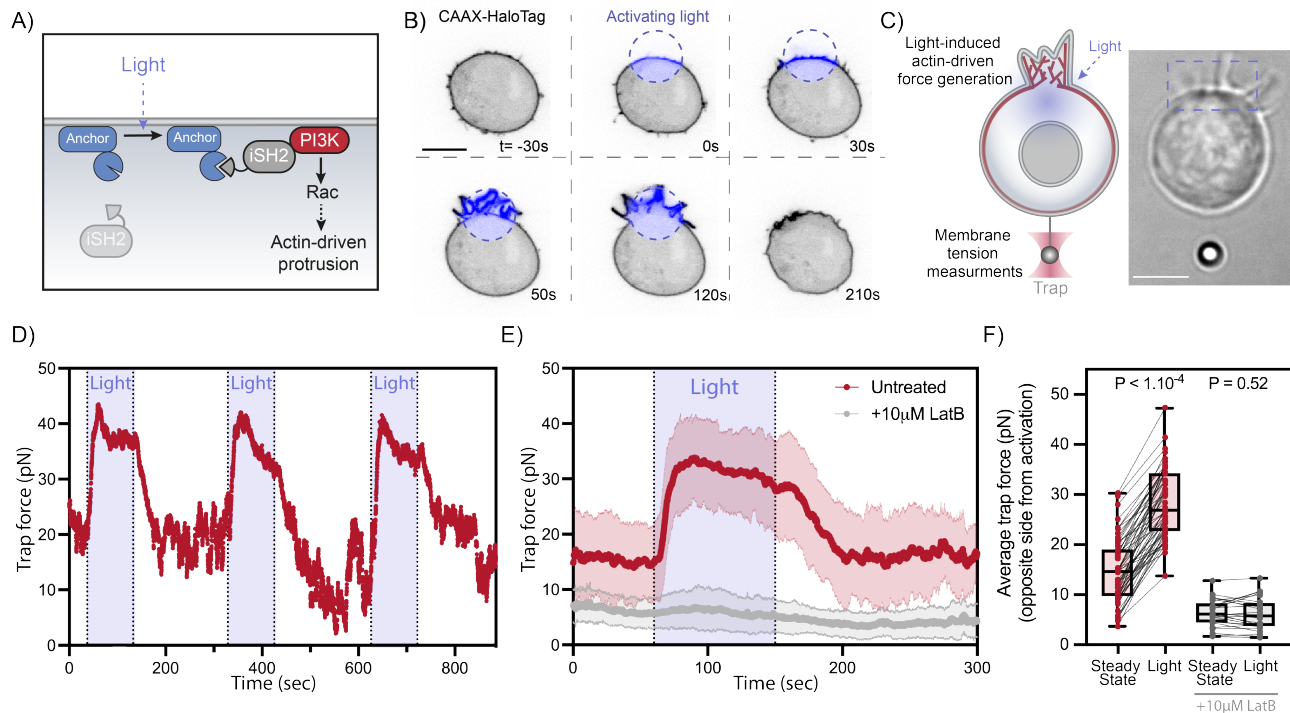 A)
Light
Anchor
Anchor
iSH2
PI3K
Rac
Actin-driven
protrusion
iSH2
B)
CAAX-HaloTag
Activating light
t= -30s
0s
30s
50s
120s
210s
C)
Light-induced
actin-driven
force generation
Light
Membrane
tension
measurments
Trap
D)
Trap force (pN)
50
40
30
20
10
0
Light
Light
Light
0
200
400
600
800
Time (sec)
E)
Trap force (pN)
50
40
30
20
10
0
Light
Untreated
+10µM LatB
0
100
200
300
Time (sec)
F)
Average trap force (pN)
(opposite side from activation)
50
40
30
20
10
0
P < 1.10-4
P = 0.52
Steady
State
Light
Steady
State
Light
+10µM LatB